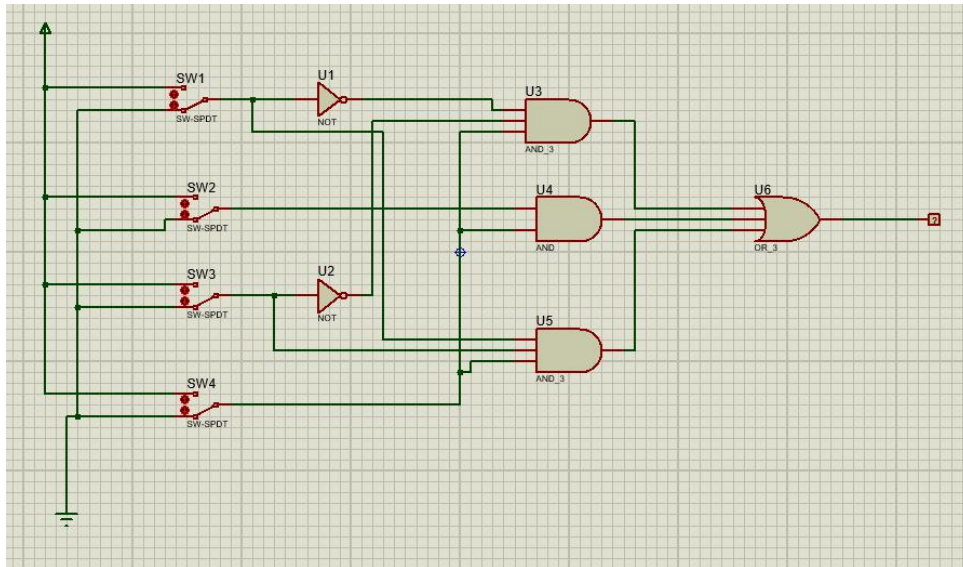 SW1
SW-SPDT
U1
NOT
U3
AND_3
SW2
SW-SPDT
U4
AND
U6
OR_3
?
SW3
SW-SPDT
U2
NOT
U5
AND_3
SW4
SW-SPDT